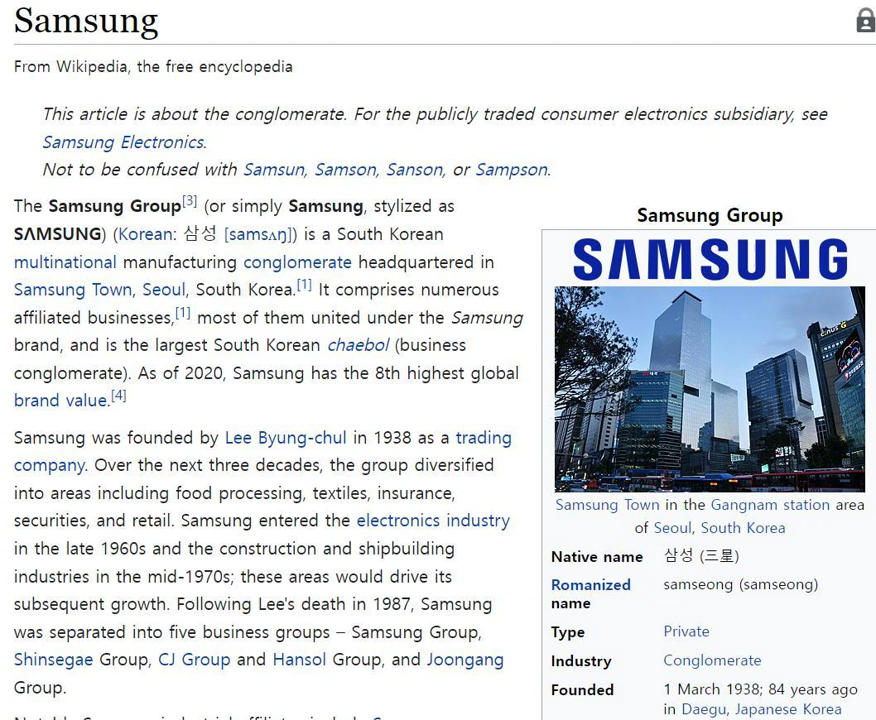 Samsung
From Wikipedia, the free encyclopedia
This article is about the conglomerate. For the publicly traded consumer electronics subsidiary, see
Samsung Electronics.
Not to be confused with Samsun, Samson, Sanson, or Sampson.
The Samsung Group[3] (or simply Samsung, stylized as
SΛMSUNG) (Korean: 삼성 [samsʌŋ]) is a South Korean
multinational manufacturing conglomerate headquartered in
Samsung Town, Seoul, South Korea.[1] It comprises numerous
affiliated businesses,[1] most of them united under the Samsung
brand, and is the largest South Korean chaebol (business
conglomerate). As of 2020, Samsung has the 8th highest global
brand value.[4]
Samsung was founded by Lee Byung-chul in 1938 as a trading
company. Over the next three decades, the group diversified
into areas including food processing, textiles, insurance,
securities, and retail. Samsung entered the electronics industry
in the late 1960s and the construction and shipbuilding
industries in the mid-1970s; these areas would drive its
subsequent growth. Following Lee's death in 1987, Samsung
was separated into five business groups – Samsung Group,
Shinsegae Group, CJ Group and Hansol Group, and Joongang
Group.
Samsung Group
SΛMSUNG
Samsung Town in the Gangnam station area
of Seoul, South Korea
Native name 삼성 (三星)
Romanized samseong (samseong)
name
Type Private
Industry Conglomerate
Founded 1 March 1938; 84 years ago
in Daegu, Japanese Korea